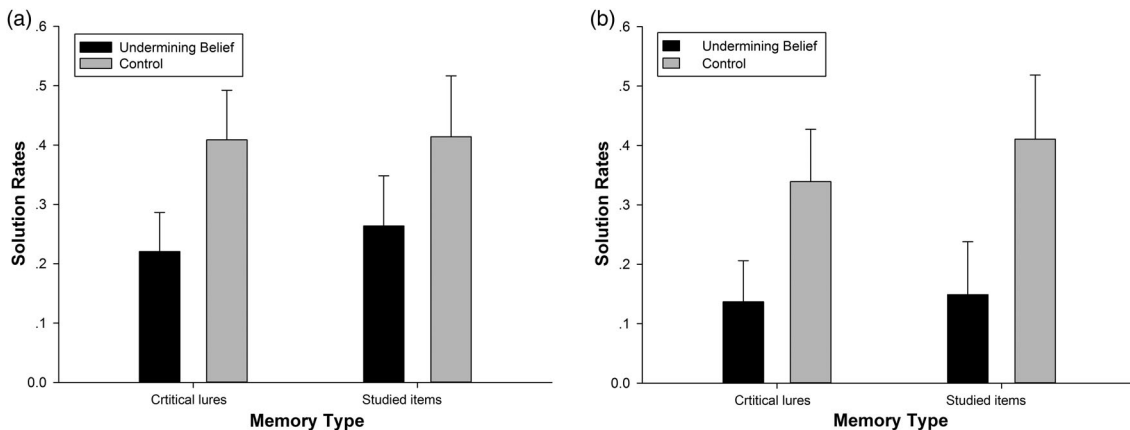 (a)
.6
.5
.4
.3
.2
.1
0.0
Solution Rates
Undermining Belief
Control
Crtitical lures
Studied items
Memory Type
(b)
.6
.5
.4
.3
.2
.1
0.0
Solution Rates
Undermining Belief
Control
Crtitical lures
Studied items
Memory Type